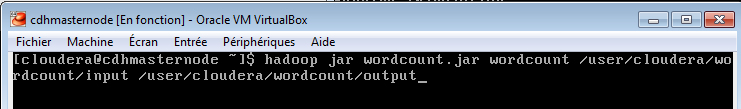 cdhmasternode [En fonction] - Oracle VM VirtualBox
Fichier Machine Écran Entrée Périphériques Aide
[cloudera@cdhmasternode ~]$ hadoop jar wordcount.jar wordcount /user/cloudera/wo
rdcount/input /user/cloudera/wordcount/output_